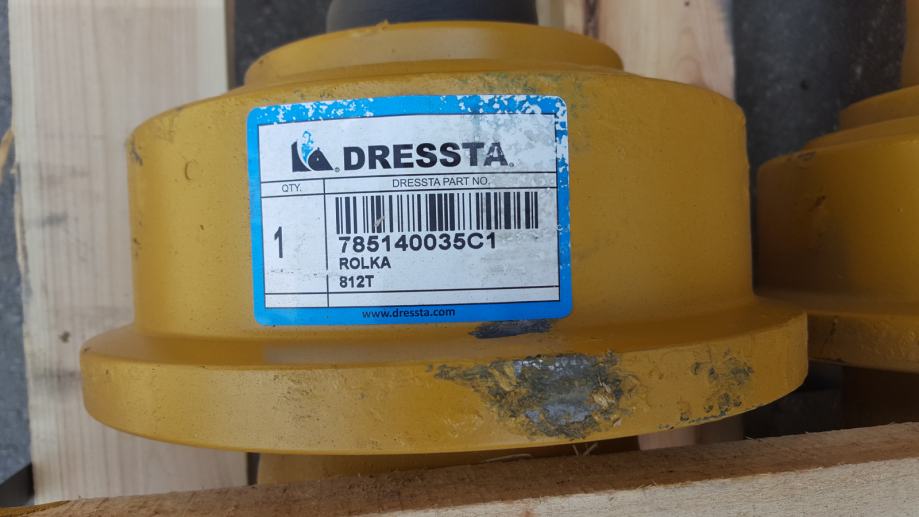 DRESSTA®
QTY.
DRESSTA PART NO.
1
785140035C1
ROLKA
812T
www.dressta.com